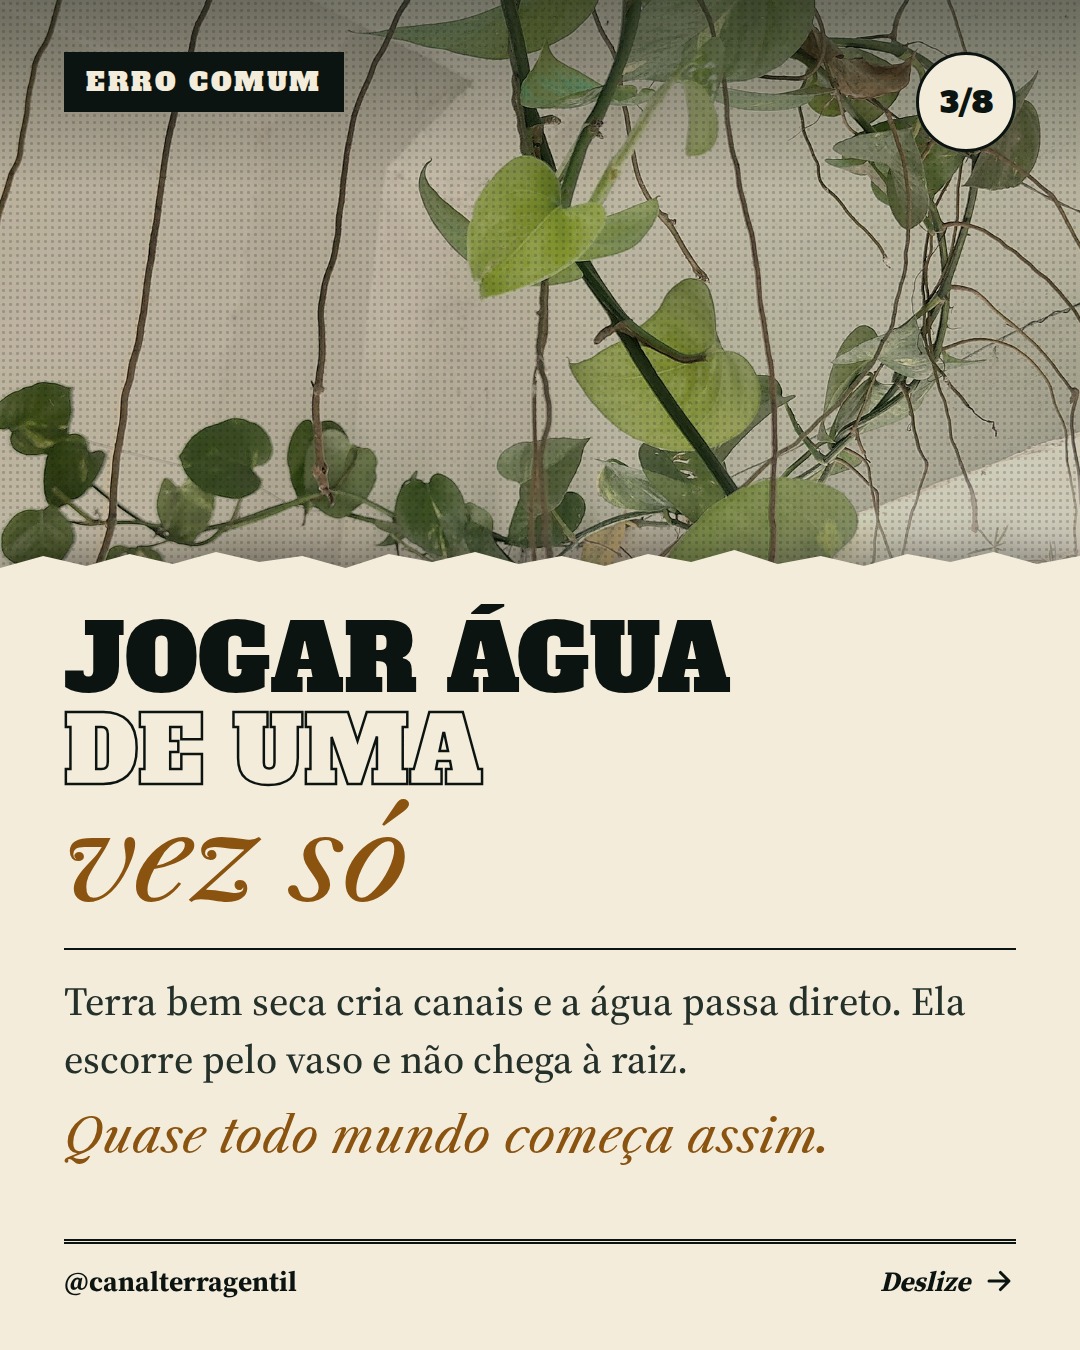 ERRO COMUM
3/8
JOGAR ÁGUA
DE UMA
vez só
Terra bem seca cria canais e a água passa direto. Ela
escorre pelo vaso e não chega à raiz.
Quase todo mundo começa assim.
@canalterragentil
Deslize →